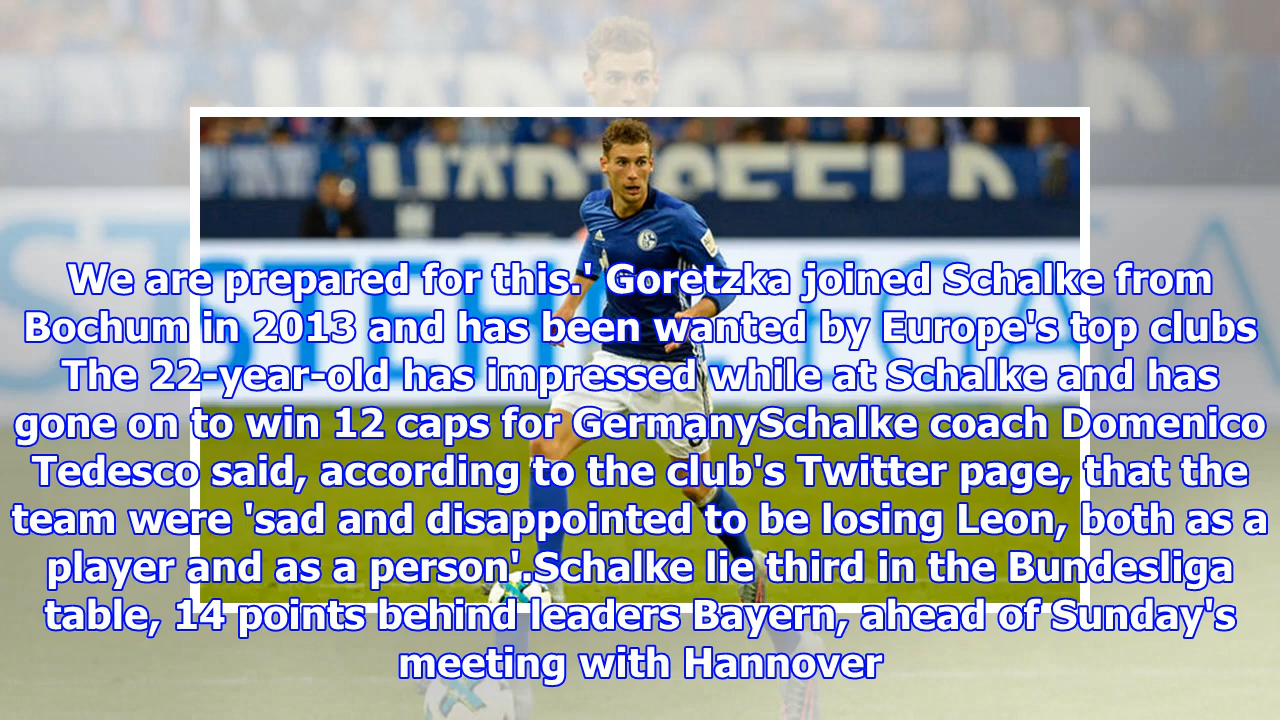 We are prepared for this.' Goretzka joined Schalke from
Bochum in 2013 and has been wanted by Europe's top clubs
The 22-year-old has impressed while at Schalke and has
gone on to win 12 caps for GermanySchalke coach Domenico
Tedesco said, according to the club's Twitter page, that the
team were 'sad and disappointed to be losing Leon, both as a
player and as a person'. Schalke lie third in the Bundesliga
table, 14 points behind leaders Bayern, ahead of Sunday's
meeting with Hannover